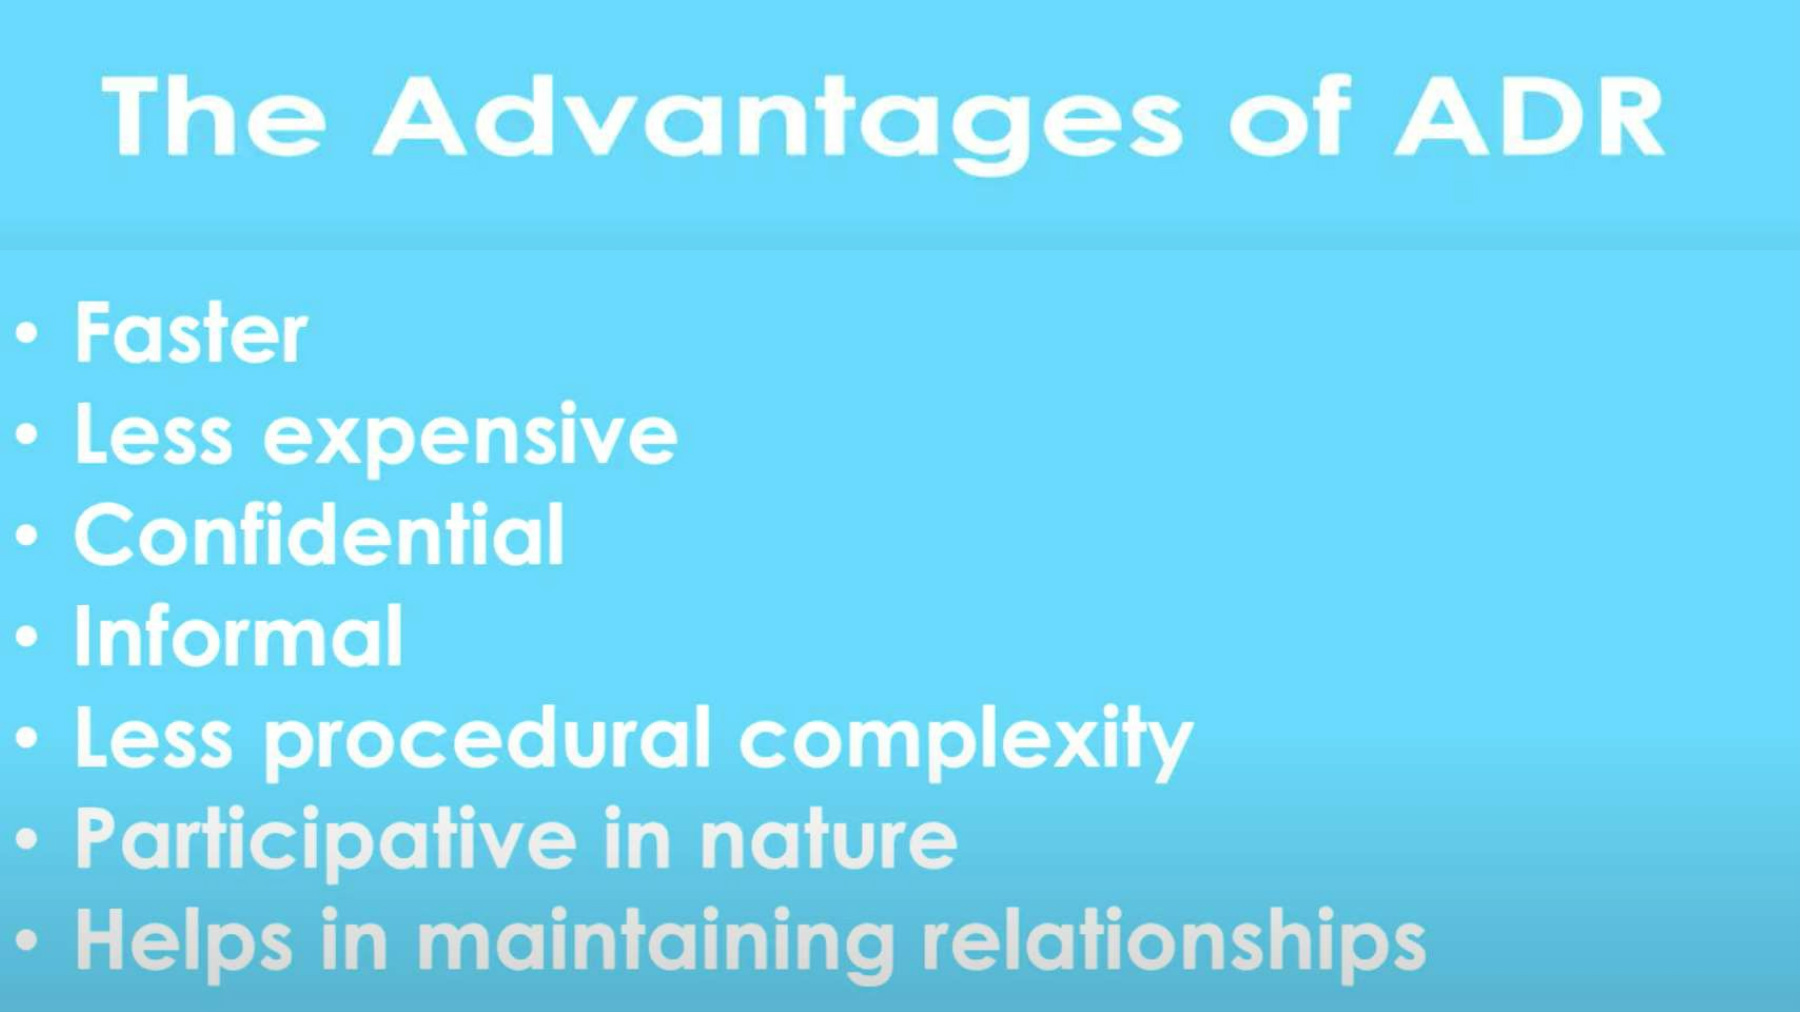 The Advantages of ADR
• Faster
• Less expensive
• Confidential
• Informal
• Less procedural complexity
• Participative in nature
• Helps in maintaining relationships